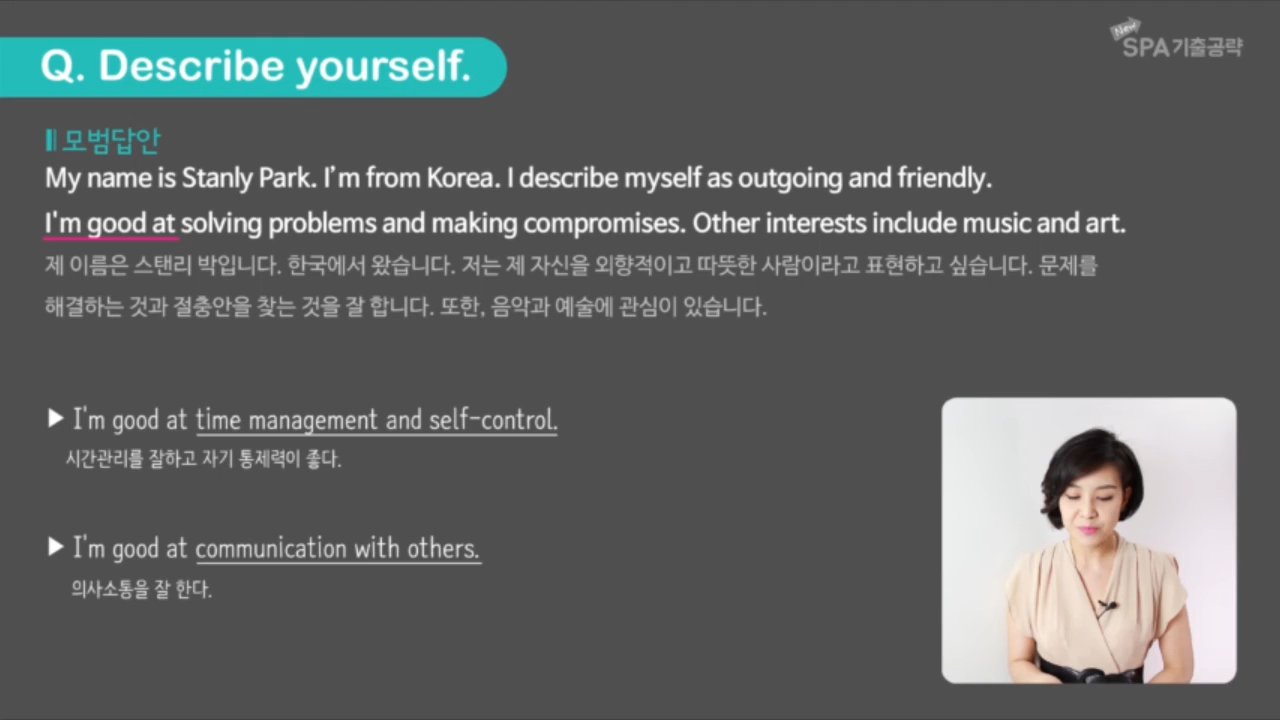 New
SPA기출공략
Q. Describe yourself.
모범답안
My name is Stanly Park. I’m from Korea. I describe myself as outgoing and friendly.
I'm good at solving problems and making compromises. Other interests include music and art.
제 이름은 스탠리 박입니다. 한국에서 왔습니다. 저는 제 자신을 외향적이고 따뜻한 사람이라고 표현하고 싶습니다. 문제를
해결하는 것과 절충안을 찾는 것을 잘 합니다. 또한, 음악과 예술에 관심이 있습니다.
▶ I'm good at time management and self-control.
시간관리를 잘하고 자기 통제력이 좋다.
▶ I'm good at communication with others.
의사소통을 잘 한다.